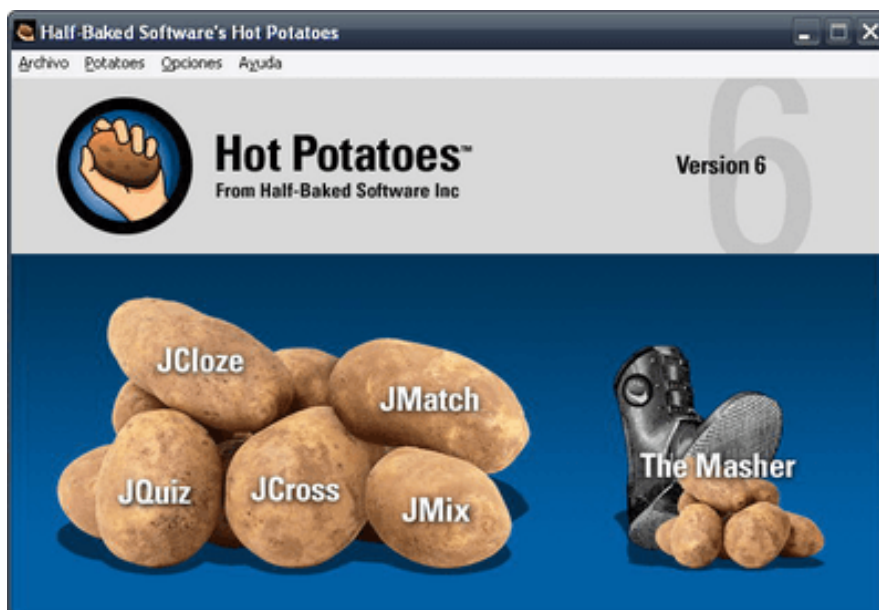 Half-Baked Software's Hot Potatoes
Archivo Potatoes Opciones Ayuda
Hot Potatoes™
From Half-Baked Software Inc
6
Version 6
JCloze
JMatch
JQuiz
JCross
JMix
The Masher